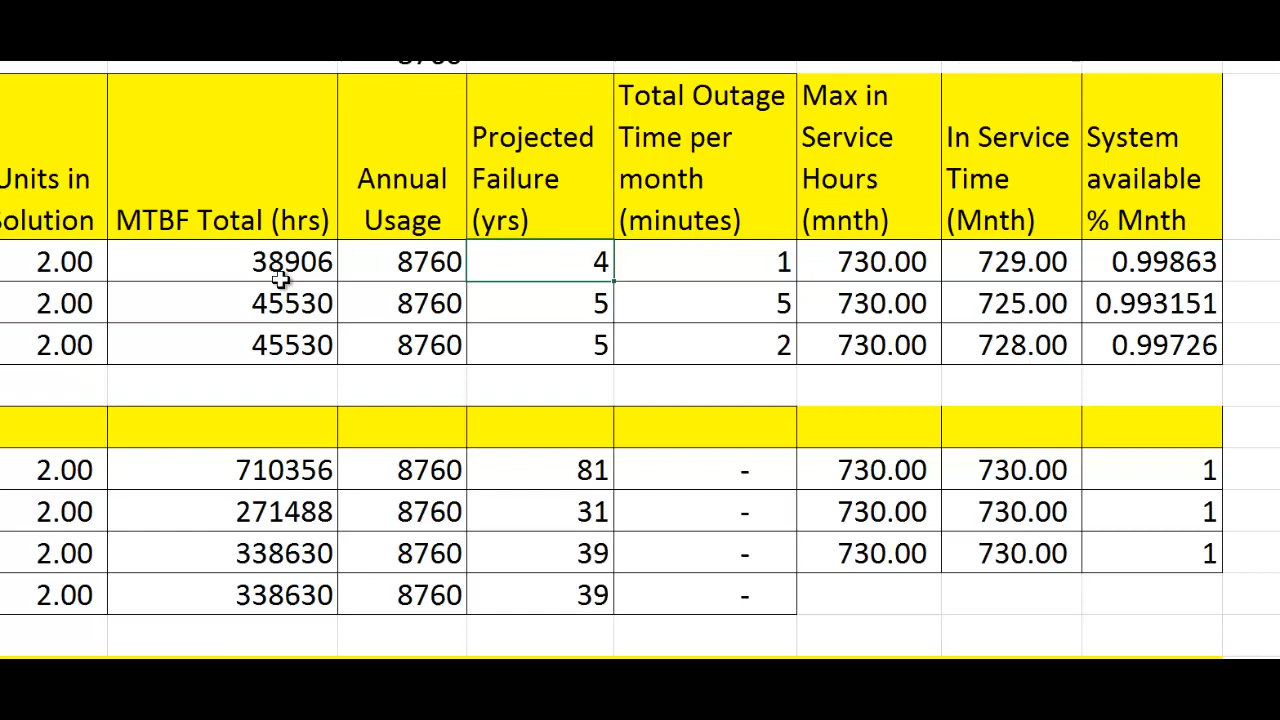 Total Outage Max in
Projected Time per Service In Service System
Units in Annual Failure month Hours Time available
Solution MTBF Total (hrs) Usage (yrs) (minutes) (mnth) (Mnth) % Mnth
2.00 38906 8760 4 1 730.00 729.00 0.99863
2.00 45530 8760 5 5 730.00 725.00 0.993151
2.00 45530 8760 5 2 730.00 728.00 0.99726
2.00 710356 8760 81 - 730.00 730.00 1
2.00 271488 8760 31 - 730.00 730.00 1
2.00 338630 8760 39 - 730.00 730.00 1
2.00 338630 8760 39 -